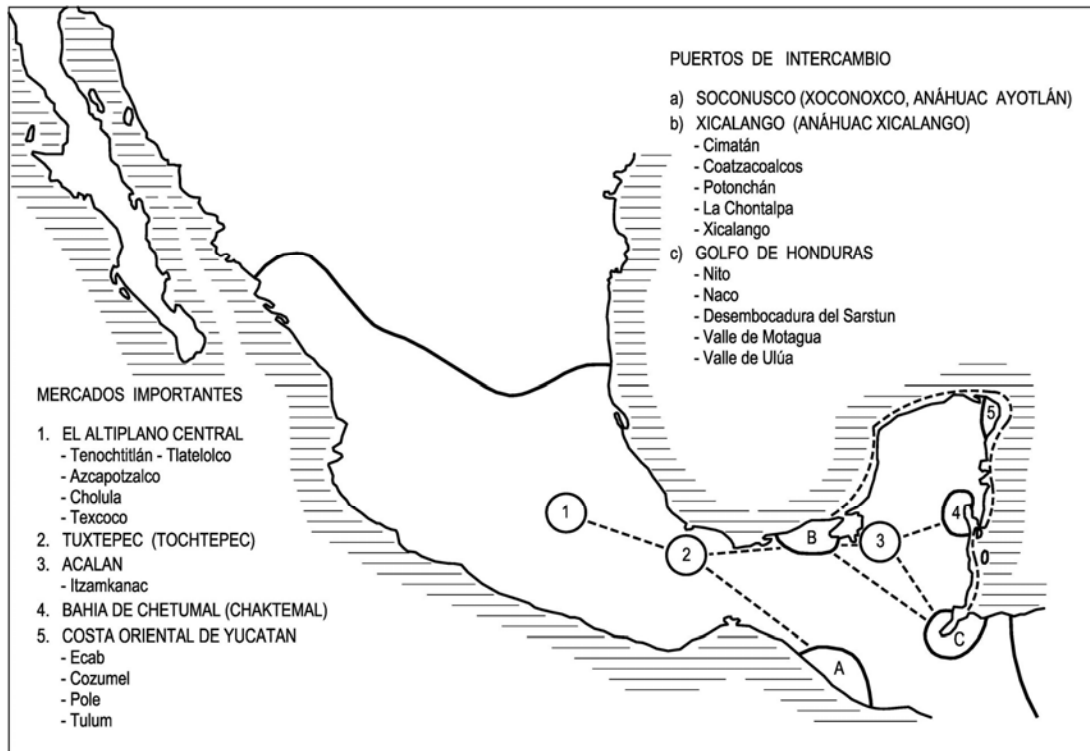 PUERTOS DE INTERCAMBIO
a) SOCONUSCO (XOCONOXCO, ANÁHUAC AYOTLÁN)
b) XICALANGO (ANÁHUAC XICALANGO)
- Cimatán
- Coatzacoalcos
- Potonchán
- La Chontalpa
- Xicalango
c) GOLFO DE HONDURAS
- Nito
- Naco
- Desembocadura del Sarstun
- Valle de Motagua
- Valle de Ulúa
MERCADOS IMPORTANTES
1. EL ALTIPLANO CENTRAL
- Tenochtitlán - Tlatelolco
- Azcapotzalco
- Cholula
- Texcoco
2. TUXTEPEC (TOCHTEPEC)
3. ACALAN
- Itzamkanac
4. BAHIA DE CHETUMAL (CHAKTEMAL)
5. COSTA ORIENTAL DE YUCATAN
- Ecab
- Cozumel
- Pole
- Tulum
5
1
4
B
2
3
C
A